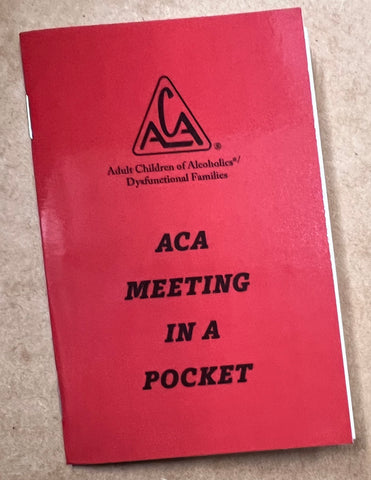 ACA
®
Adult Children of Alcoholics®/
Dysfunctional Families
ACA
MEETING
IN A
POCKET